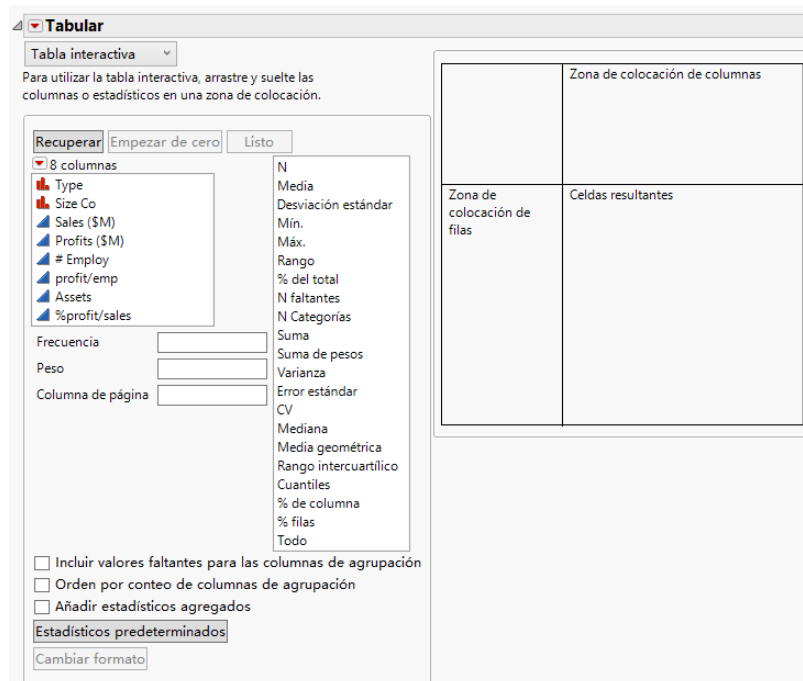 Tabular
Tabla interactiva
Para utilizar la tabla interactiva, arrastre y suelte las
columnas o estadísticos en una zona de colocación.
Recuperar Empezar de cero Listo
8 columnas
Type
Size Co
Sales ($M)
Profits ($M)
# Employ
profit/emp
Assets
%profit/sales
Frecuencia
Peso
Columna de página
N
Media
Desviación estándar
Mín.
Máx.
Rango
% del total
N faltantes
N Categorías
Suma
Suma de pesos
Varianza
Error estándar
CV
Mediana
Media geométrica
Rango intercuartílico
Cuantiles
% de columna
% filas
Todo
Incluir valores faltantes para las columnas de agrupación
Orden por conteo de columnas de agrupación
Añadir estadísticos agregados
Estadísticos predeterminados
Cambiar formato
Zona de colocación de columnas
Zona de
colocación de
filas
Celdas resultantes